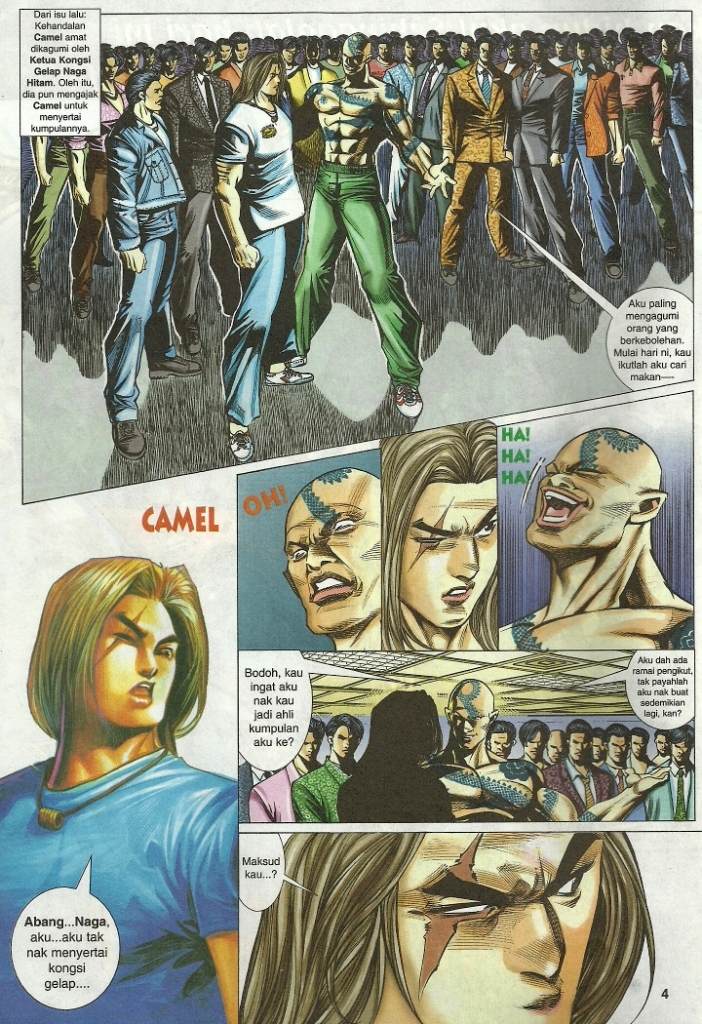 Dari isu lalu:
Kehandalan
Camel amat
dikagumi oleh
Ketua Kongsi
Gelap Naga
Hitam. Oleh itu,
dia pun mengajak
Camel untuk
menyertai
kumpulannya.
Aku paling
mengagumi
orang yang
berkebolehan.
Mulai hari ni, kau
ikutlah aku cari
makan—
CAMEL
Abang...Naga,
aku...aku tak
nak menyertai
kongsi
gelap....
OH!
HA!
HA!
HA!
Bodoh, kau
ingat aku
nak kau
jadi ahli
kumpulan
aku ke?
Aku dah ada
ramai pengikut,
tak payahlah
aku nak buat
sedemikian
lagi, kan?
Maksud
kau...?
4